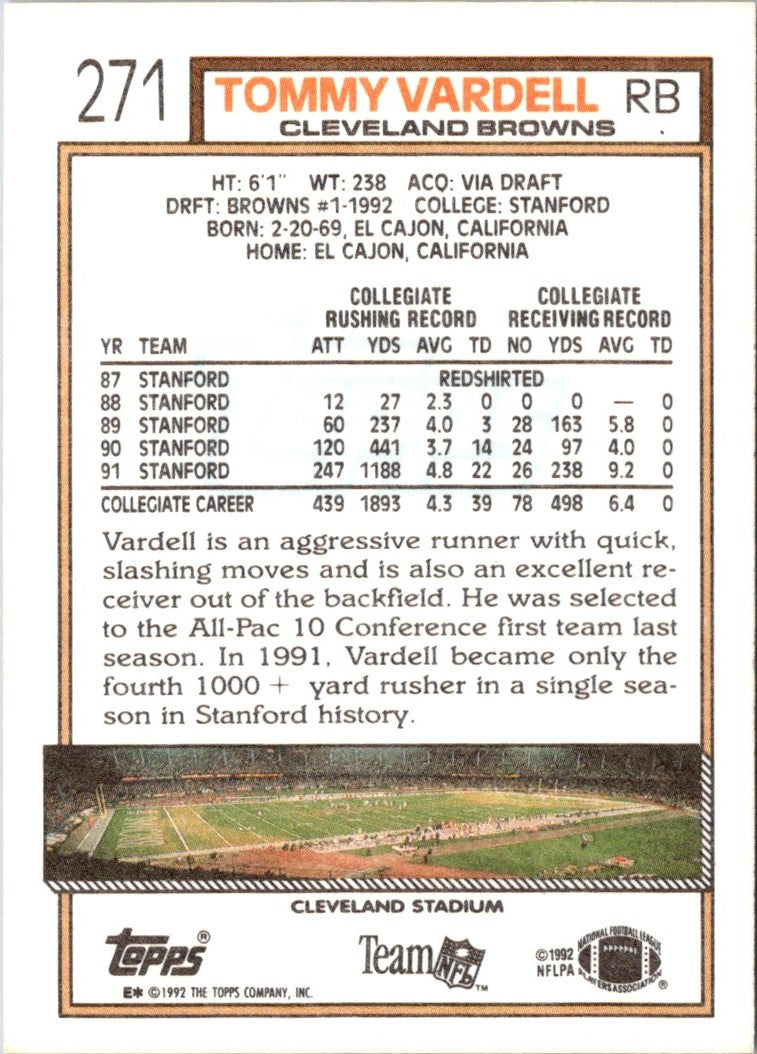 271
TOMMY VARDELL RB
CLEVELAND BROWNS
HT: 6'1" WT: 238 ACQ: VIA DRAFT
DRFT: BROWNS #1-1992 COLLEGE: STANFORD
BORN: 2-20-69, EL CAJON, CALIFORNIA
HOME: EL CAJON, CALIFORNIA
COLLEGIATE COLLEGIATE
RUSHING RECORD RECEIVING RECORD
YR TEAM ATT YDS AVG TD NO YDS AVG TD
87 STANFORD REDSHIRTED
88 STANFORD 12 27 2.3 0 0 0 — 0
89 STANFORD 60 237 4.0 3 28 163 5.8 0
90 STANFORD 120 441 3.7 14 24 97 4.0 0
91 STANFORD 247 1188 4.8 22 26 238 9.2 0
COLLEGIATE CAREER 439 1893 4.3 39 78 498 6.4 0
Vardell is an aggressive runner with quick,
slashing moves and is also an excellent re-
ceiver out of the backfield. He was selected
to the All-Pac 10 Conference first team last
season. In 1991, Vardell became only the
fourth 1000 + yard rusher in a single sea-
son in Stanford history.
CLEVELAND STADIUM
TOPPS®
Team NFL™
©1992
NFLPA
NATIONAL FOOTBALL LEAGUE
PLAYERS ASSOCIATION®
E* ©1992 THE TOPPS COMPANY, INC.